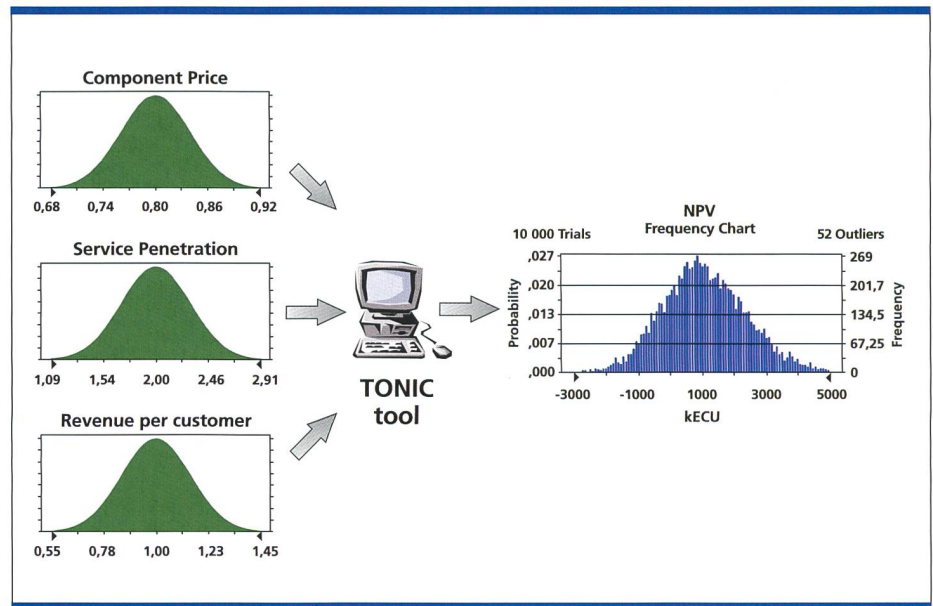 Component Price
0,68 0,74 0,80 0,86 0,92
Service Penetration
1,09 1,54 2,00 2,46 2,91
Revenue per customer
0,55 0,78 1,00 1,23 1,45
TONIC
tool
NPV
10 000 Trials Frequency Chart 52 Outliers
,027 269
,020 201,7
,013 134,5
,007 67,25
,000 0
Probability
Frequency
-3000 -1000 1000 3000 5000
kECU